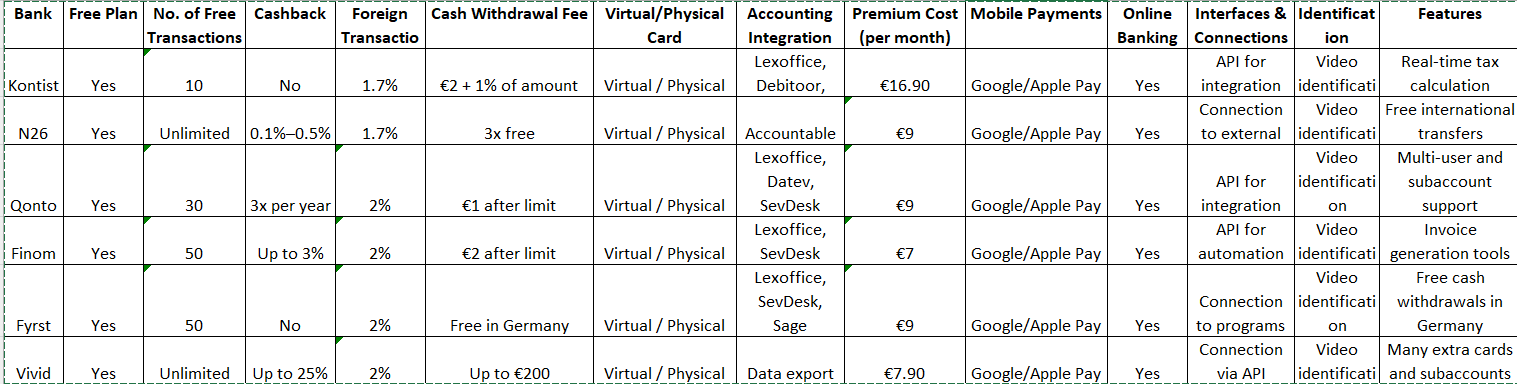 Bank Free Plan No. of Free Transactions Cashback Foreign Transactio Cash Withdrawal Fee Virtual/Physical Card Accounting Integration Premium Cost (per month) Mobile Payments Online Banking Interfaces & Connections Identificat ion Features
Kontist Yes 10 No 1.7% €2 + 1% of amount Virtual / Physical Lexoffice, Debitoor, €16.90 Google/Apple Pay Yes API for integration Video identificati Real-time tax calculation
N26 Yes Unlimited 0.1%–0.5% 1.7% 3x free Virtual / Physical Accountable €9 Google/Apple Pay Yes Connection to external Video identificati Free international transfers
Qonto Yes 30 3x per year 2% €1 after limit Virtual / Physical Lexoffice, Datev, SevDesk €9 Google/Apple Pay Yes API for integration Video identificati on Multi-user and subaccount support
Finom Yes 50 Up to 3% 2% €2 after limit Virtual / Physical Lexoffice, SevDesk €7 Google/Apple Pay Yes API for automation Video identificati Invoice generation tools
Fyrst Yes 50 No 2% Free in Germany Virtual / Physical Lexoffice, SevDesk, Sage €9 Google/Apple Pay Yes Connection to programs Video identificati on Free cash withdrawals in Germany
Vivid Yes Unlimited Up to 25% 2% Up to €200 Virtual / Physical Data export €7.90 Google/Apple Pay Yes Connection via API Video identificati Many extra cards and subaccounts